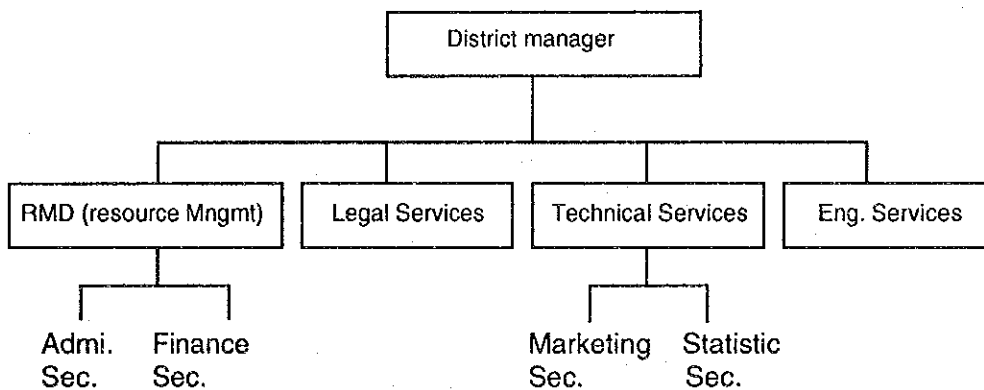 District manager
RMD (resource Mngmt)
Legal Services
Technical Services
Eng. Services
Admi.
Sec.
Finance
Sec.
Marketing
Sec.
Statistic
Sec.